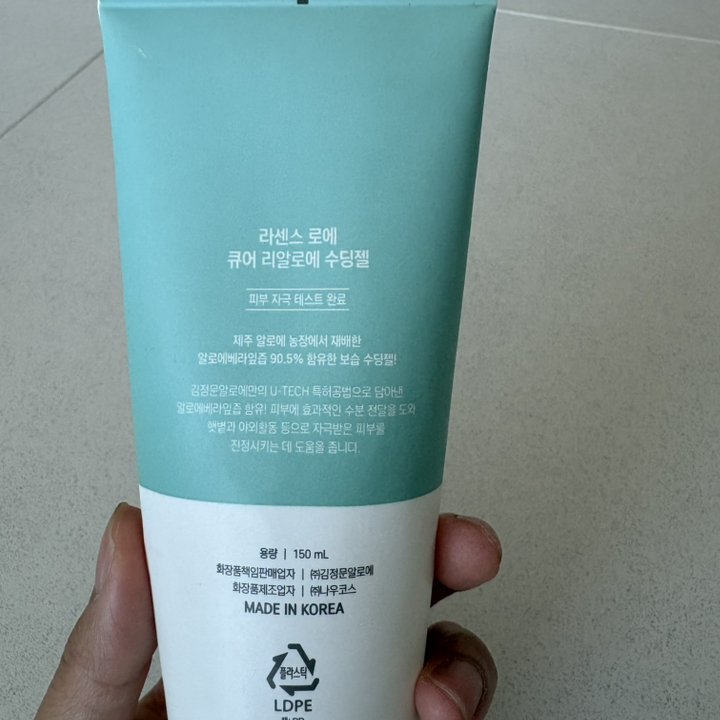 라센스 로에
큐어 리알로에 수딩젤
피부 자극 테스트 완료
제주 알로에 농장에서 재배한
알로에베라잎즙 90.5% 함유한 보습 수딩젤!
김정문알로에만의 U-TECH 특허공법으로 담아낸
알로에베라잎즙 함유! 피부에 효과적인 수분 전달을 도와
햇볕과 야외활동 등으로 자극받은 피부를
진정시키는 데 도움을 줍니다.
용량 | 150 mL
화장품책임판매업자 | ㈜김정문알로에
화장품제조업자 | ㈜나우코스
MADE IN KOREA
플라스틱
LDPE